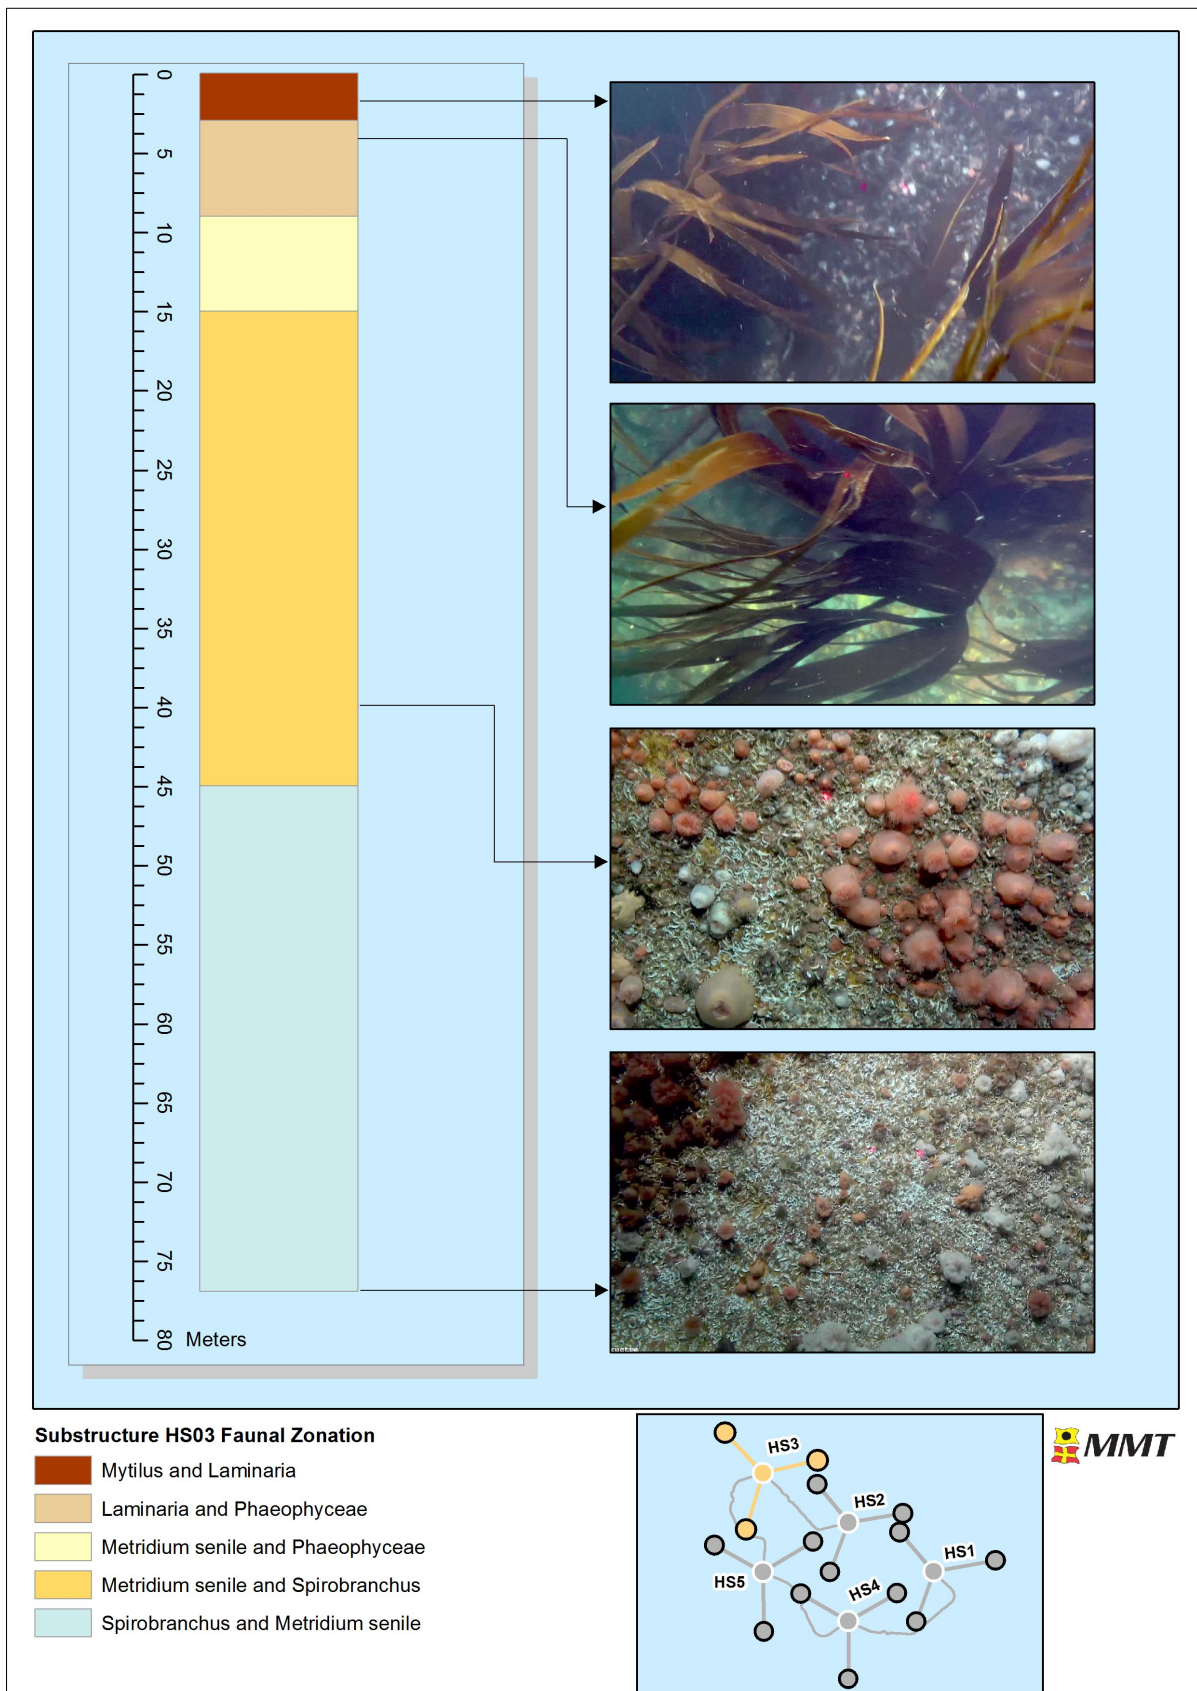 0
5
10
15
20
25
30
35
40
45
50
55
60
65
70
75
80 Meters
Substructure HS03 Faunal Zonation
Mytilus and Laminaria
Laminaria and Phaeophyceae
Metridium senile and Phaeophyceae
Metridium senile and Spirobranchus
Spirobranchus and Metridium senile
HS3
HS2
HS1
HS5
HS4
MMT